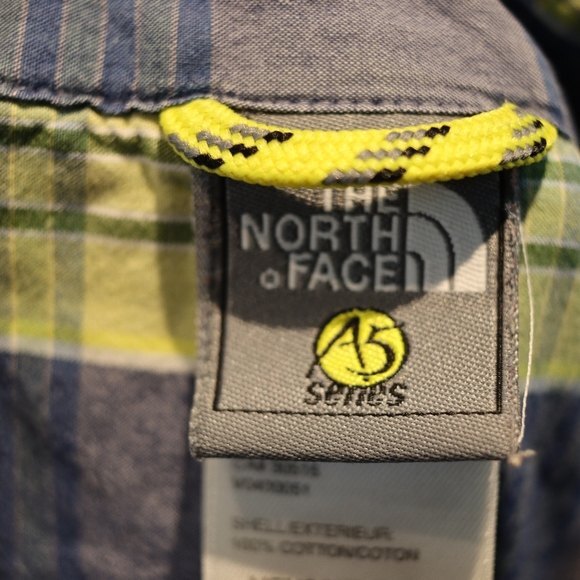 THE
NORTH
FACE
A5
series
SHELL/EXTERIEUR:
100% COTTON/COTON